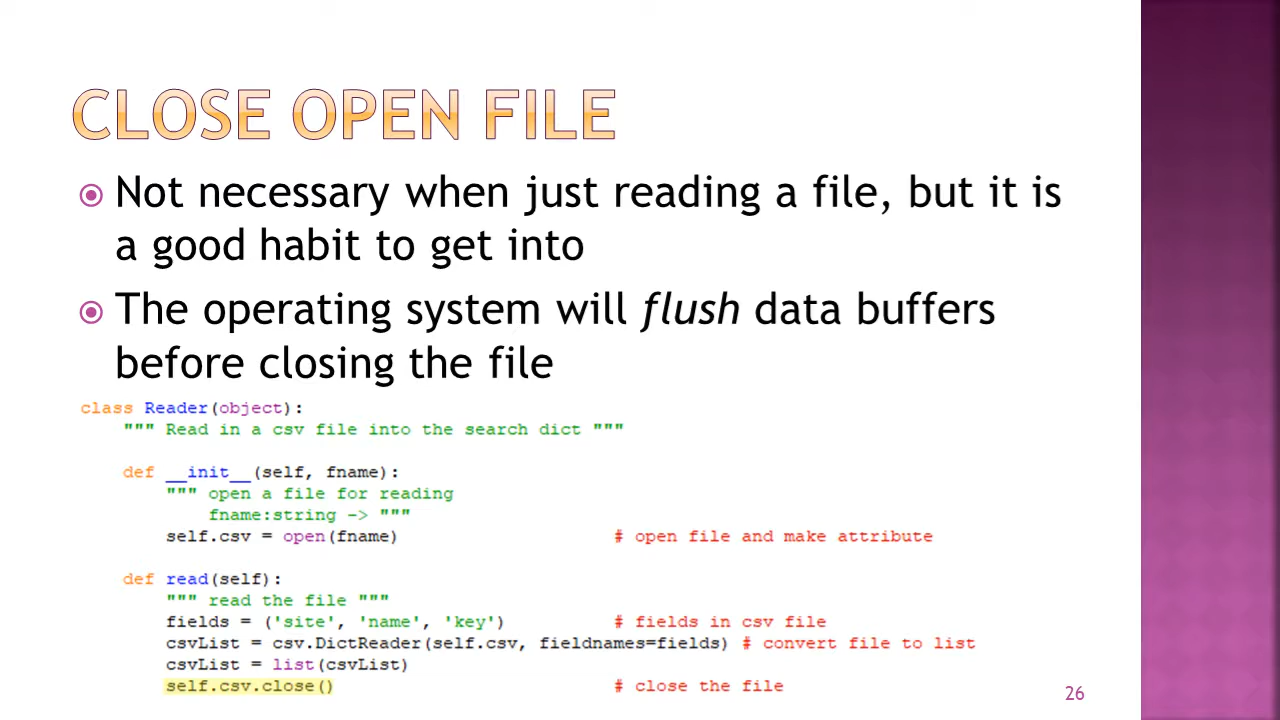 CLOSE OPEN FILE
Not necessary when just reading a file, but it is
a good habit to get into
The operating system will flush data buffers
before closing the file
class Reader(object):
    """ Read in a csv file into the search dict """
    def __init__(self, fname):
        """ open a file for reading
            fname:string -> """
        self.csv = open(fname)                    # open file and make attribute
    def read(self):
        """ read the file """
        fields = ('site', 'name', 'key')          # fields in csv file
        csvList = csv.DictReader(self.csv, fieldnames=fields) # convert file to list
        csvList = list(csvList)
        self.csv.close()                          # close the file
26